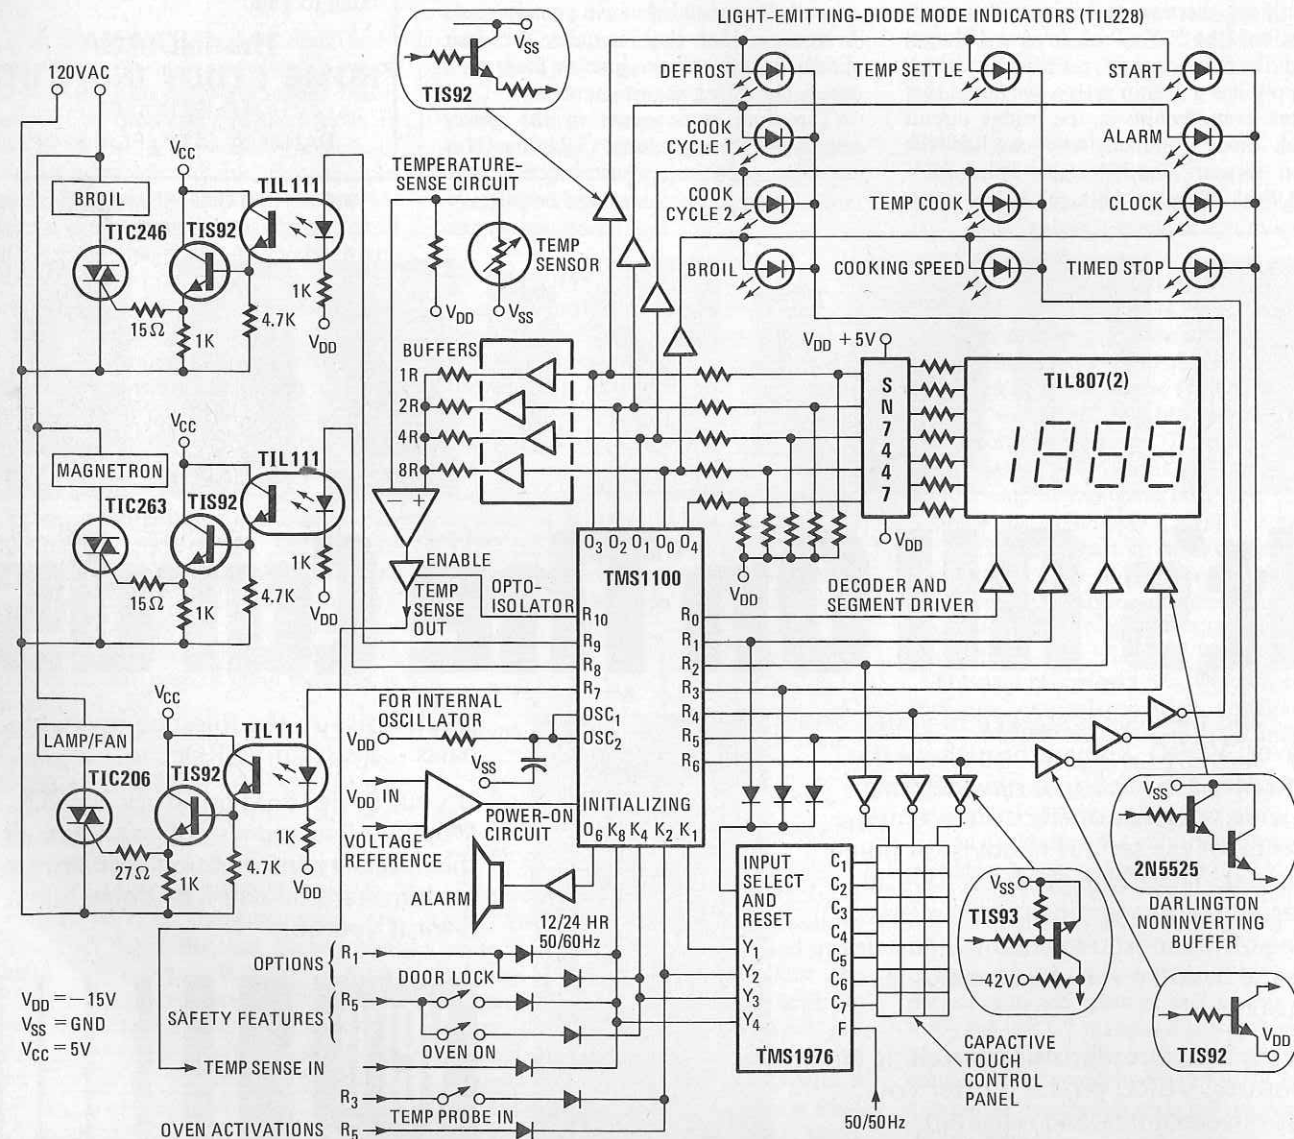 LIGHT-EMITTING-DIODE MODE INDICATORS (TIL228)
VSS
TIS92
DEFROST
TEMP SETTLE
START
COOK
CYCLE 1
ALARM
COOK
CYCLE 2
TEMP COOK
CLOCK
BROIL
COOKING SPEED
TIMED STOP
120VAC
VCC
BROIL
TIL111
TIC246
TIS92
15Ω
1K
4.7K
1K
VDD
TEMPERATURE-
SENSE CIRCUIT
TEMP
SENSOR
VDD
VSS
BUFFERS
1R
2R
4R
8R
VDD +5V
S
N
7
4
4
7
VDD
TIL807(2)
1888
DECODER AND
SEGMENT DRIVER
VCC
MAGNETRON
TIL111
TIC263
TIS92
15Ω
1K
4.7K
1K
VDD
− +
ENABLE
TEMP
SENSE
OUT
OPTO-
ISOLATOR
O3 O2 O1 O0 O4
TMS1100
R10
R9
R8
R7
OSC1
OSC2
INITIALIZING
O6 K8 K4 K2 K1
R0
R1
R2
R3
R4
R5
R6
VDD
VCC
LAMP/FAN
TIL111
TIC206
TIS92
27Ω
1K
4.7K
1K
VDD
FOR INTERNAL
OSCILLATOR
VDD
VSS
IN
VDD
VOLTAGE
REFERENCE
POWER-ON
CIRCUIT
ALARM
12/24 HR
50/60Hz
OPTIONS
R1
DOOR LOCK
SAFETY FEATURES
R5
OVEN ON
TEMP SENSE IN
R3
TEMP PROBE IN
OVEN ACTIVATIONS
R5
VDD = −15V
VSS = GND
VCC = 5V
INPUT
SELECT
AND
RESET
Y1
Y2
Y3
Y4
C1
C2
C3
C4
C5
C6
C7
F
TMS1976
50/50Hz
CAPACTIVE
TOUCH
CONTROL
PANEL
VSS
TIS93
−42V
VSS
2N5525
DARLINGTON
NONINVERTING
BUFFER
VDD
TIS92